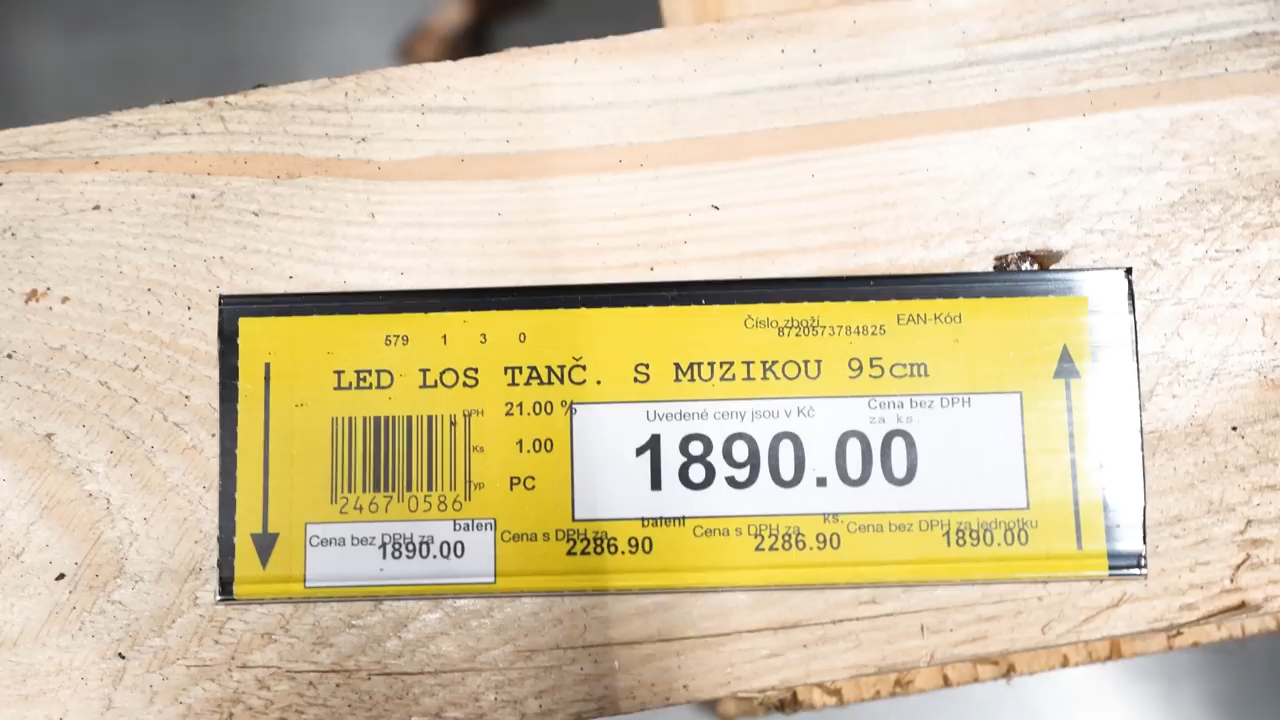 Číslo zboží EAN-Kód
579 1 3 0 8720573784825
LED LOS TANČ. S MUZIKOU 95cm
DPH 21.00 %
Uvedené ceny jsou v Kč Cena bez DPH
za ks.
1890.00
Ks 1.00
Typ PC
2467 0586
balení balení ks.
Cena bez DPH za Cena s DPH za Cena s DPH za Cena bez DPH za jednotku
1890.00 2286.90 2286.90 1890.00